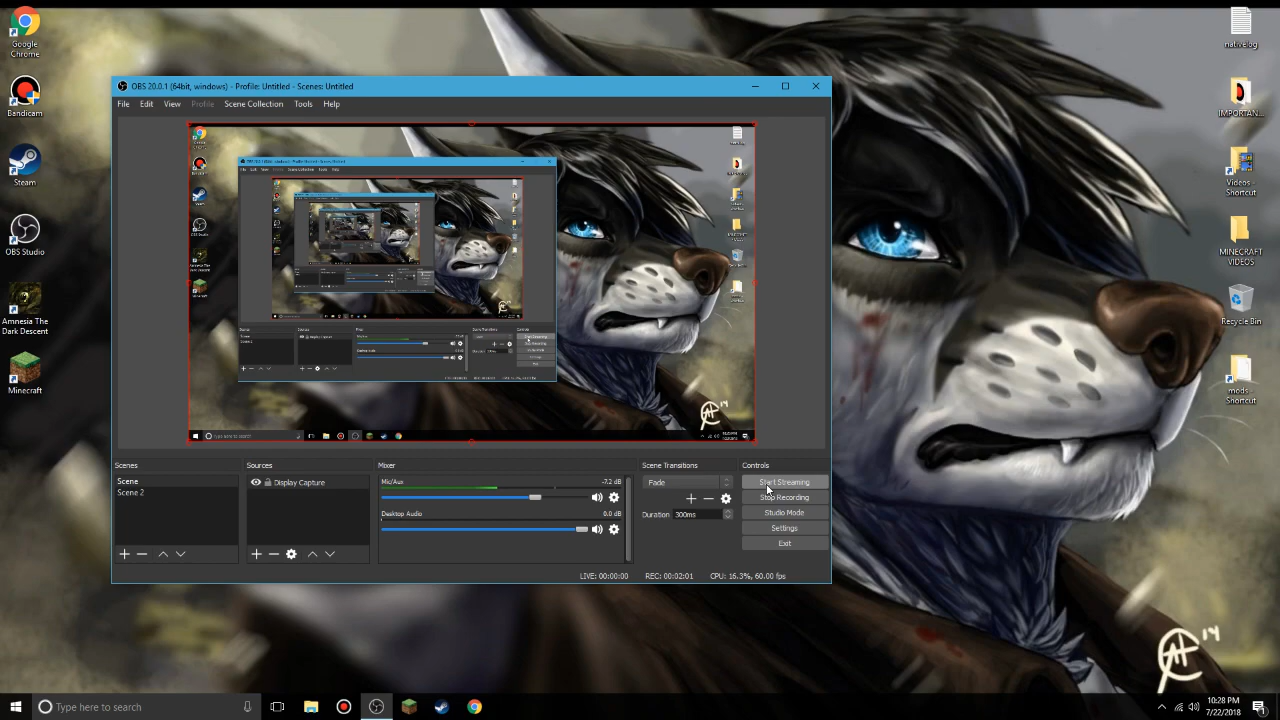 Google
Chrome
Bandicam
Steam
OBS Studio
Amnesia The
Dark Descent
Minecraft
OBS 20.0.1 (64bit, windows) - Profile: Untitled - Scenes: Untitled
File Edit View Profile Scene Collection Tools Help
Scenes
Scene
Scene 2
Sources
Display Capture
Mixer
Mic/Aux -7.2 dB
Desktop Audio 0.0 dB
Scene Transitions
Fade
Duration 300ms
Controls
Start Streaming
Stop Recording
Studio Mode
Settings
Exit
LIVE: 00:00:00 REC: 00:02:01 CPU: 16.3%, 60.00 fps
nativelog
IMPORTAN...
Videos -
Shortcut
MINECRAFT
VIDEOS
Recycle Bin
mods -
Shortcut
14
Type here to search
10:28 PM
7/22/2018
1